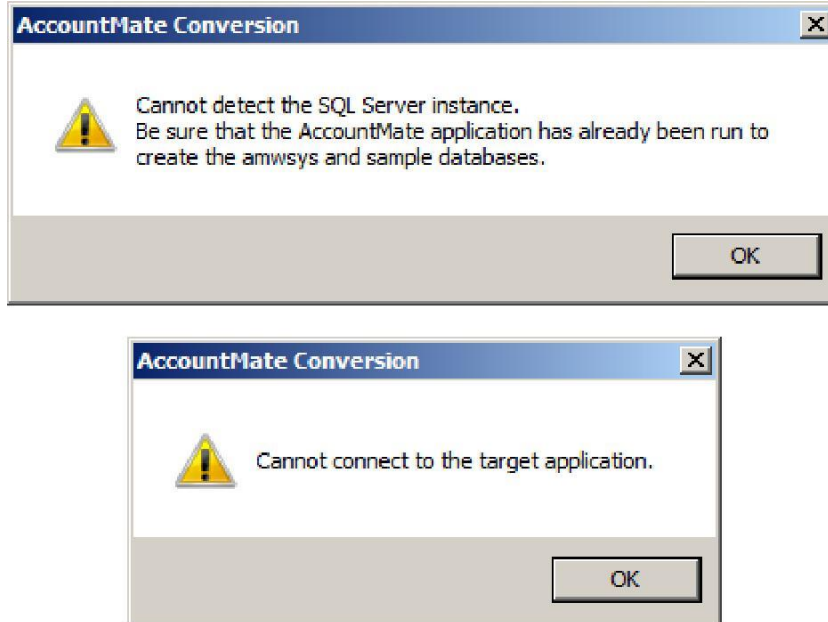 AccountMate Conversion
Cannot detect the SQL Server instance.
Be sure that the AccountMate application has already been run to
create the amwsys and sample databases.
OK
AccountMate Conversion
Cannot connect to the target application.
OK